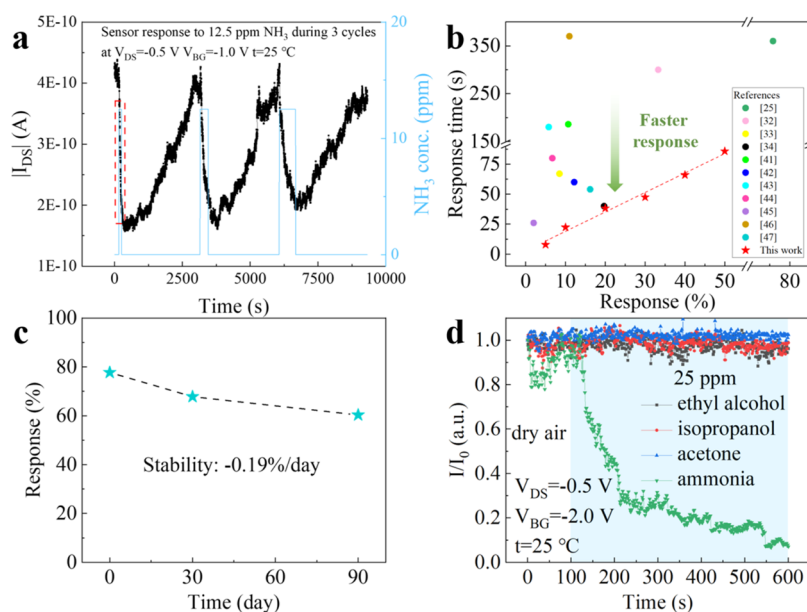 a
Sensor response to 12.5 ppm NH3 during 3 cycles
at VDS=-0.5 V VBG=-1.0 V t=25 ℃
5E-10
4E-10
3E-10
2E-10
1E-10
|IDS| (A)
20
10
0
NH3 conc. (ppm)
0 2500 5000 7500 10000
Time (s)
b
350
250
150
75
50
25
0
Response time (s)
Faster
response
References
[25]
[32]
[33]
[34]
[41]
[42]
[43]
[44]
[45]
[46]
[47]
This work
0 10 20 30 40 50 80
Response (%)
c
100
80
60
40
20
0
Response (%)
Stability: -0.19%/day
0 30 60 90
Time (day)
d
1.0
0.8
0.6
0.4
0.2
0.0
I/I0 (a.u.)
25 ppm
ethyl alcohol
isopropanol
acetone
ammonia
dry air
VDS=-0.5 V
VBG=-2.0 V
t=25 ℃
0 100 200 300 400 500 600
Time (s)